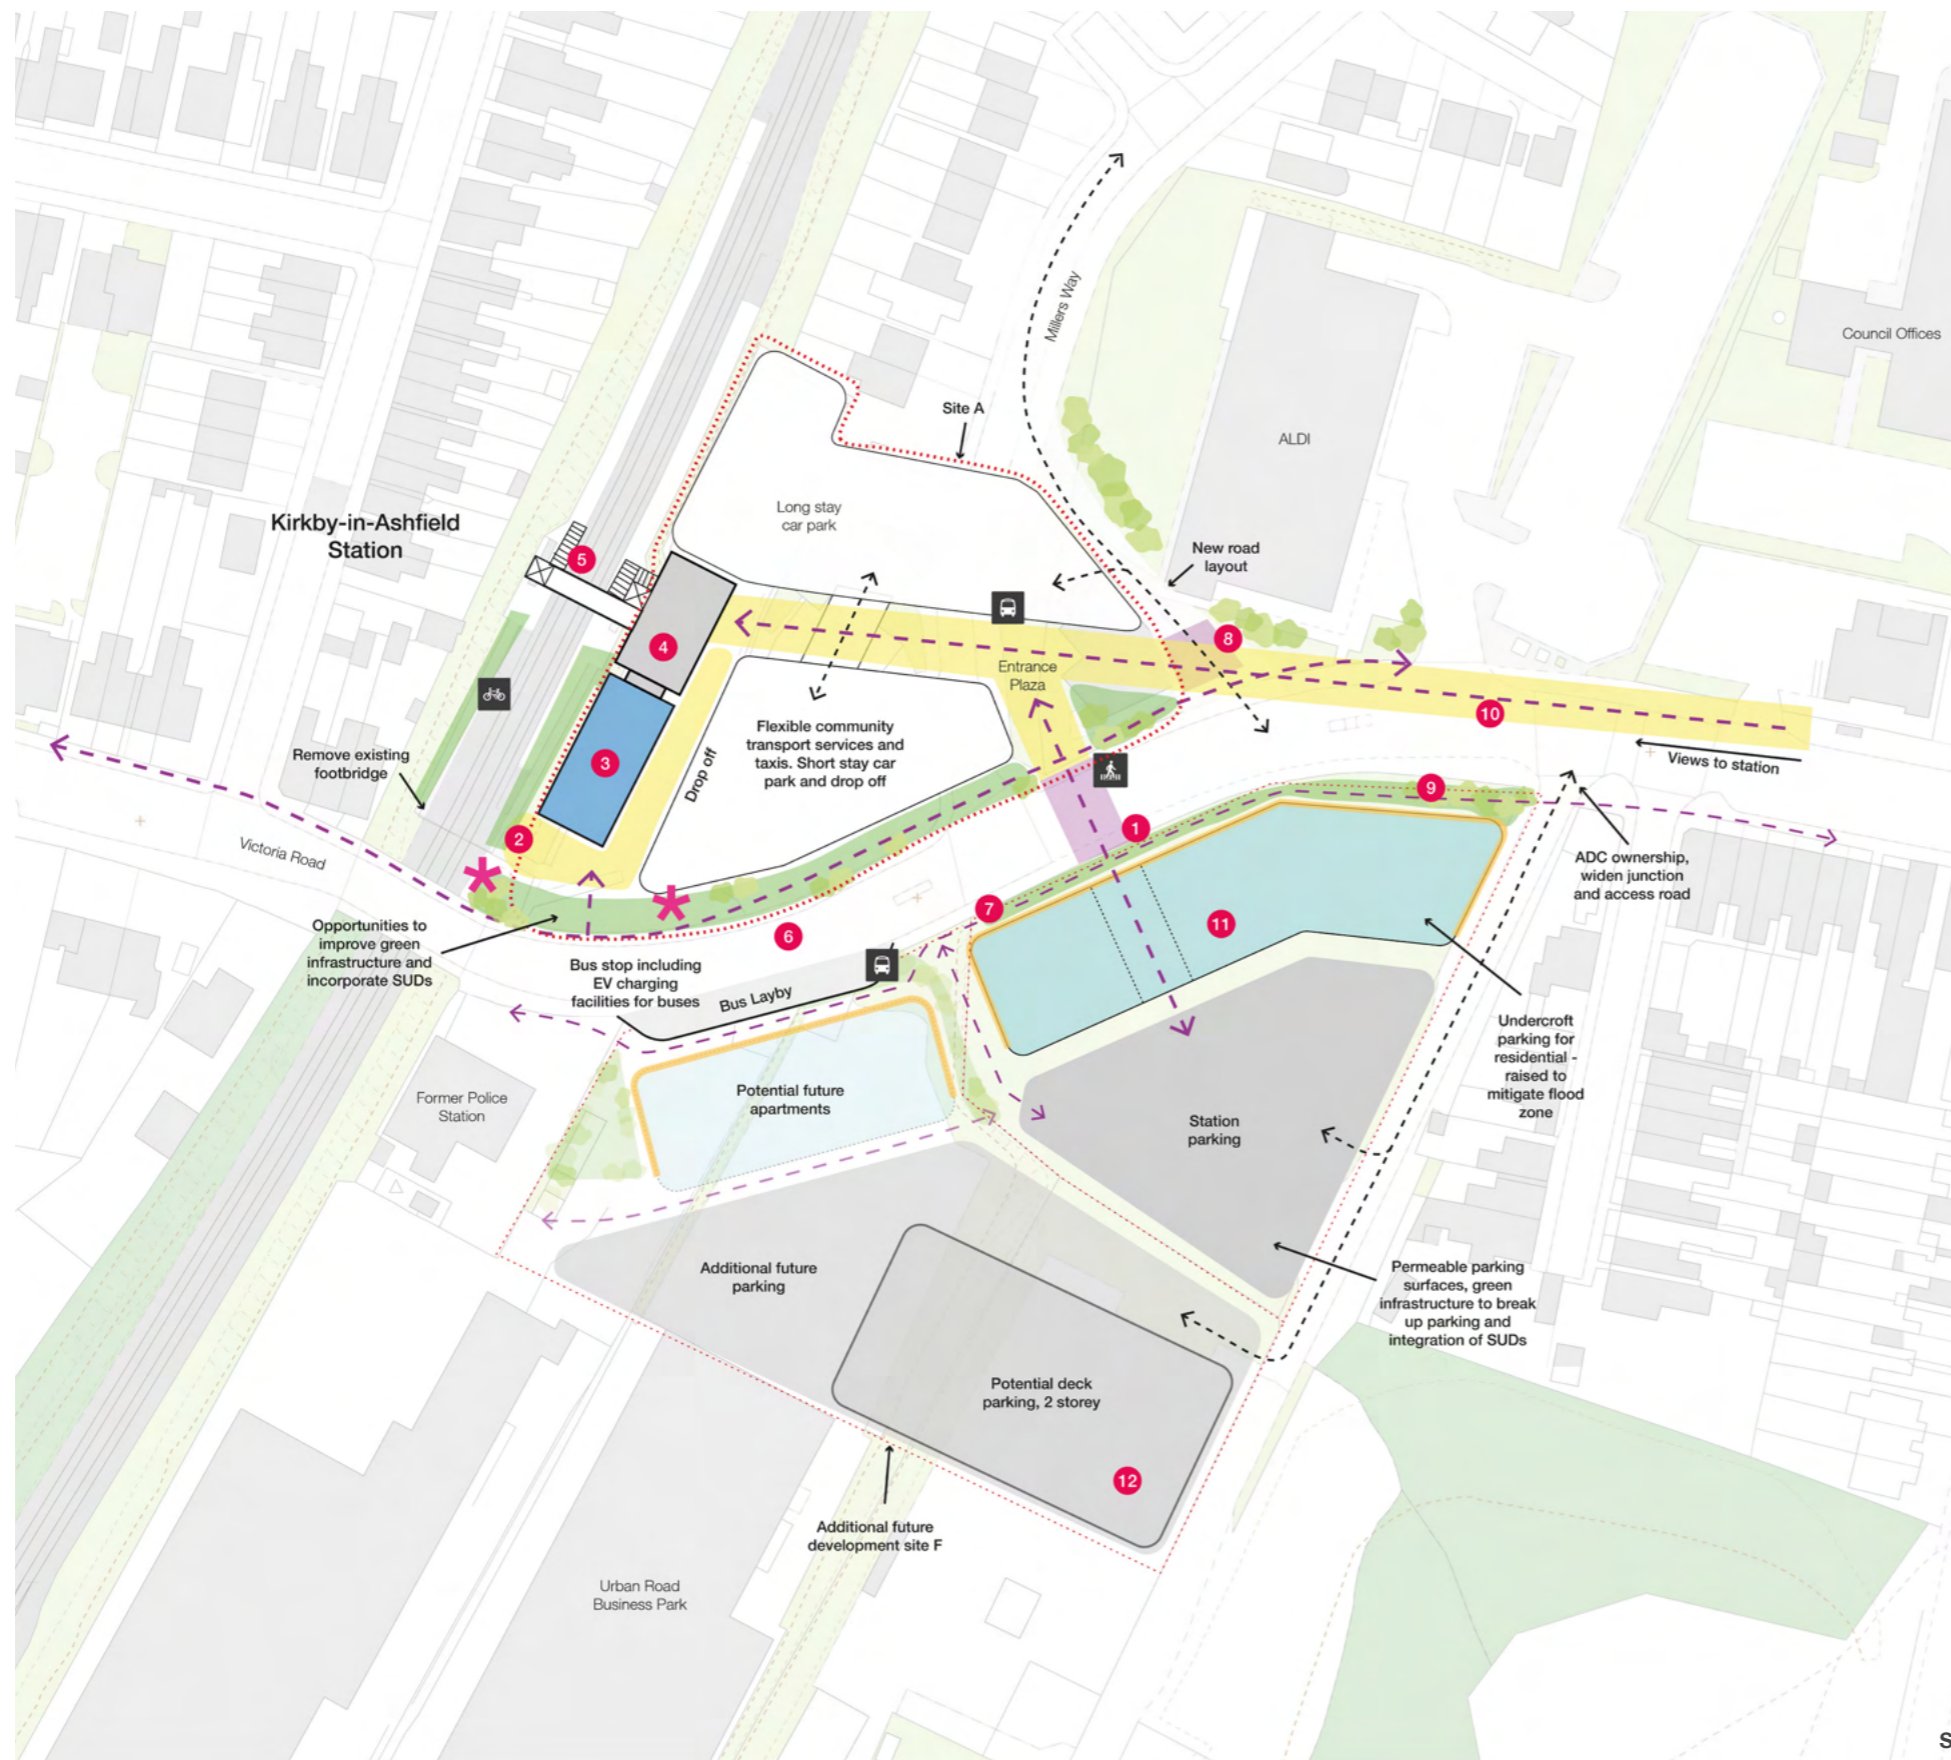 Millers Way
Council Offices
Site A
ALDI
Long stay
car park
Kirkby-in-Ashfield
Station
New road
layout
5
8
4
Entrance
Plaza
10
Flexible community
transport services and
taxis. Short stay car
park and drop off
Drop off
Remove existing
footbridge
Views to station
3
9
2
1
Victoria Road
ADC ownership,
widen junction
and access road
7
11
6
Opportunities to
improve green
infrastructure and
incorporate SUDs
Bus stop including
EV charging
facilities for buses
Bus Layby
Undercroft
parking for
residential -
raised to
mitigate flood
zone
Former Police
Station
Potential future
apartments
Station
parking
Additional future
parking
Permeable parking
surfaces, green
infrastructure to break
up parking and
integration of SUDs
Potential deck
parking, 2 storey
12
Additional future
development site F
Urban Road
Business Park
S